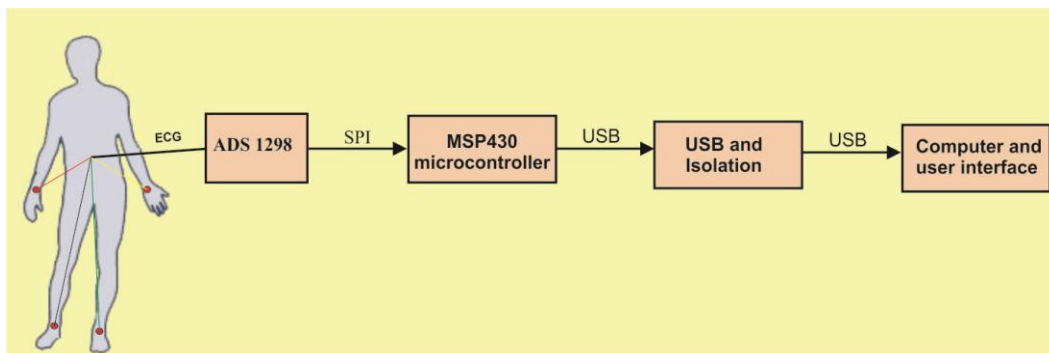 ECG
ADS 1298
SPI
MSP430
microcontroller
USB
USB and
Isolation
USB
Computer and
user interface